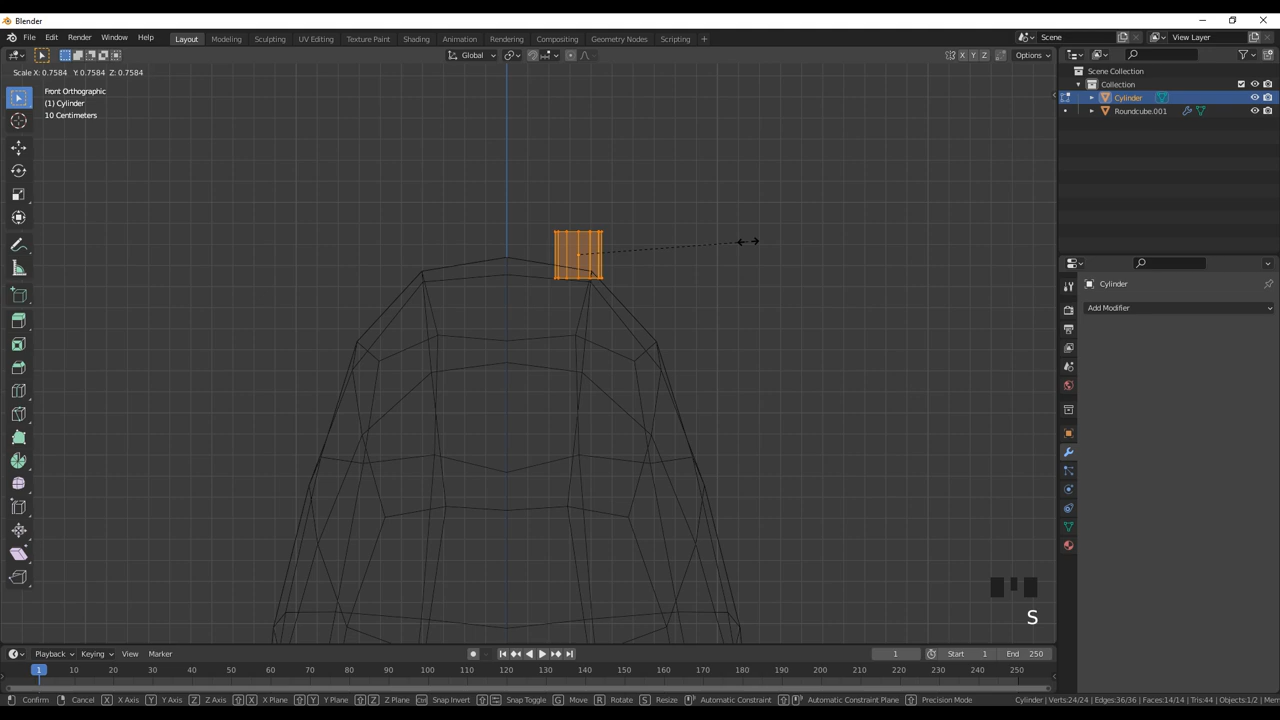 Blender
File Edit Render Window Help
Layout Modeling Sculpting UV Editing Texture Paint Shading Animation Rendering Compositing Geometry Nodes Scripting +
Scene
View Layer
Global
X Y Z
Options
Scale X: 0.7584 Y: 0.7584 Z: 0.7584
Front Orthographic
(1) Cylinder
10 Centimeters
Scene Collection
Collection
Cylinder
Roundcube.001
Cylinder
Add Modifier
S
Playback Keying View Marker
1
Start 1
End 250
1 10 20 30 40 50 60 70 80 90 100 110 120 130 140 150 160 170 180 190 200 210 220 230 240 250
Confirm Cancel X X Axis Y Y Axis Z Z Axis X X Plane Y Y Plane Z Z Plane Ctrl Snap Invert Snap Toggle G Move R Rotate S Resize Automatic Constraint Automatic Constraint Plane Precision Mode
Cylinder | Verts:24/24 | Edges:36/36 | Faces:14/14 | Tris:44 | Objects:1/2 | Me